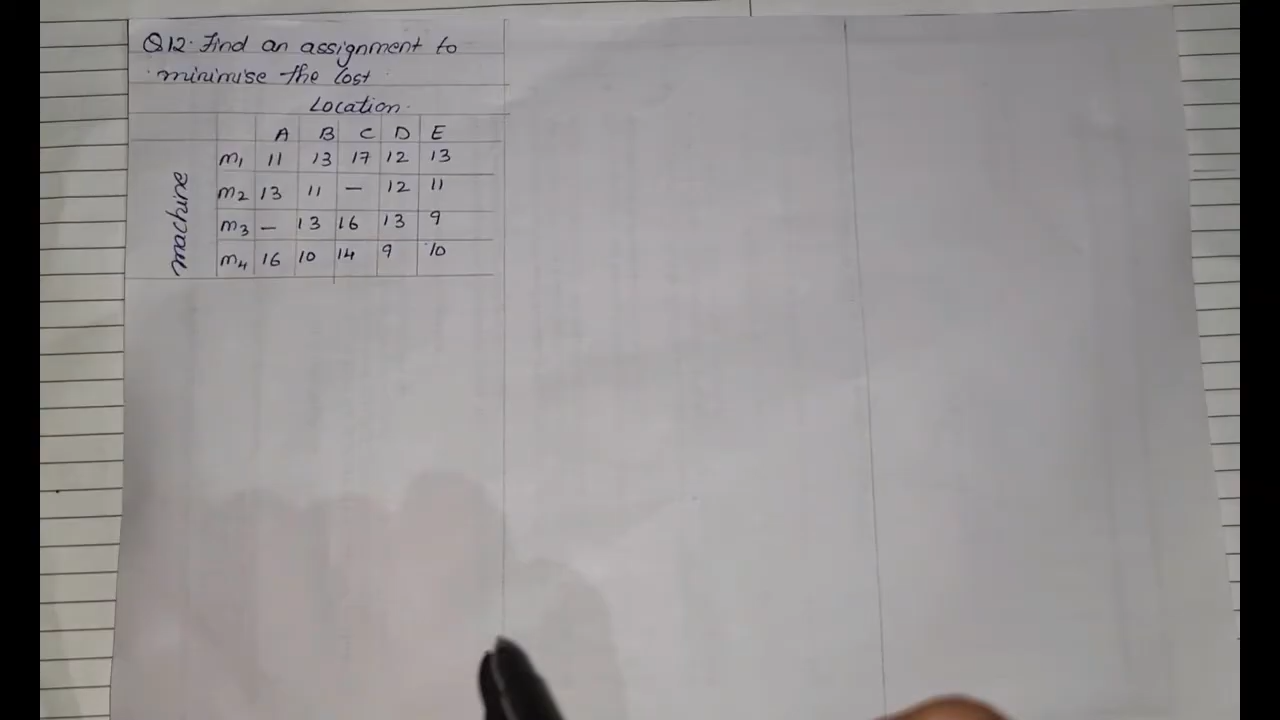 Q12. Find an assignment to
minimise the Cost
Location.
A B C D E
machine
m1 11 13 17 12 13
m2 13 11 — 12 11
m3 — 13 16 13 9
m4 16 10 14 9 10